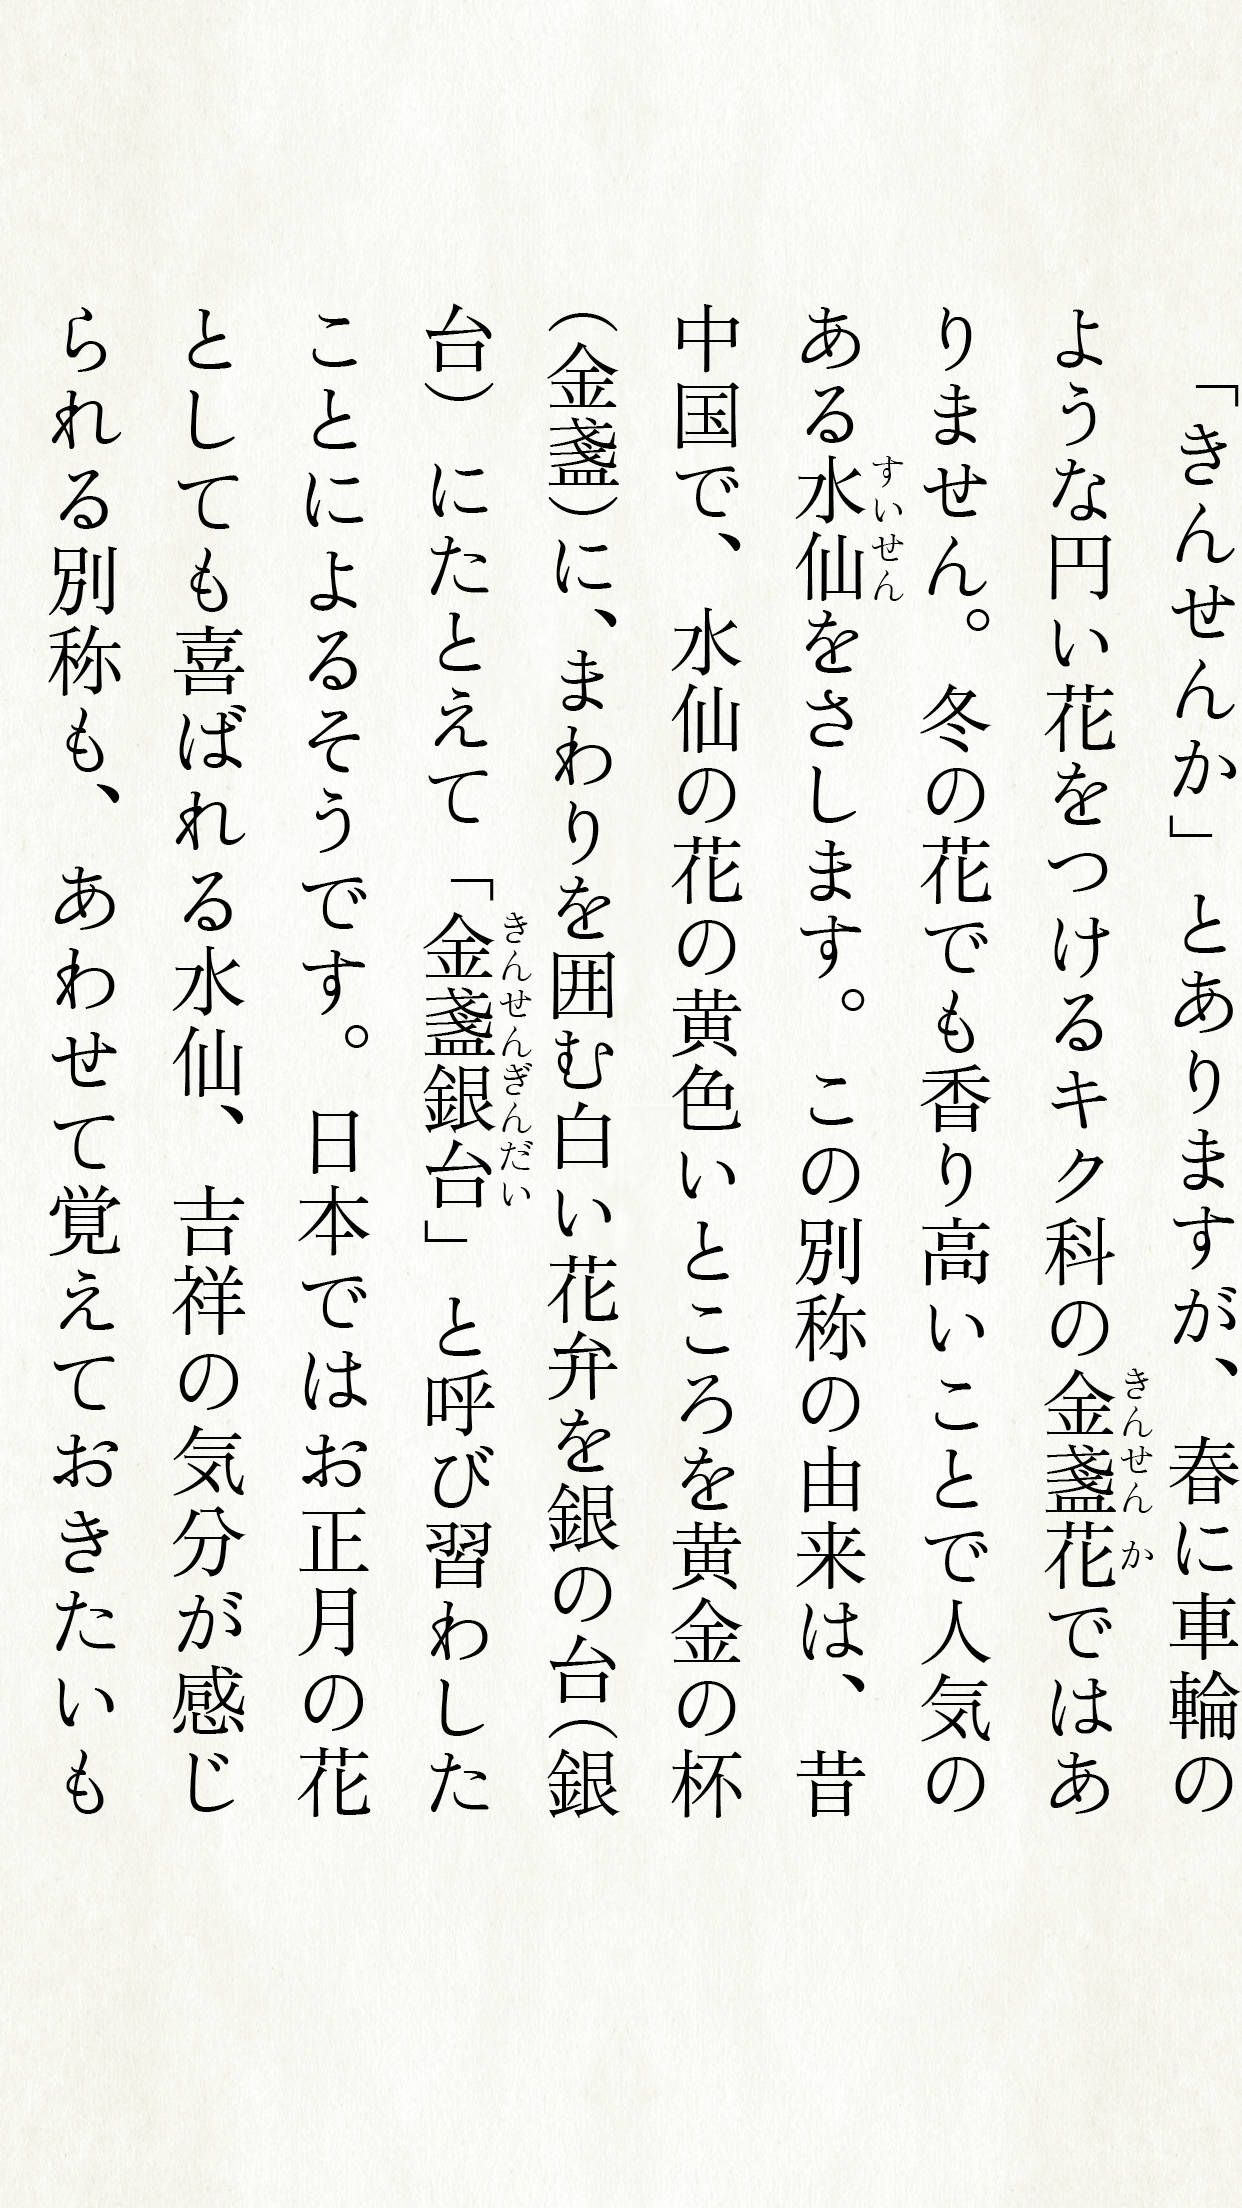 「きんせんか」とありますが、春に車輪の
ような円い花をつけるキク科の金盞花ではあ
りません。冬の花でも香り高いことで人気の
ある水仙をさします。この別称の由来は、昔
中国で、水仙の花の黄色いところを黄金の杯
（金盞）に、まわりを囲む白い花弁を銀の台（銀
台）にたとえて「金盞銀台」と呼び習わした
ことによるそうです。日本ではお正月の花
としても喜ばれる水仙、吉祥の気分が感じ
られる別称も、あわせて覚えておきたいも
きんせんか
すいせん
きんせんぎんだい